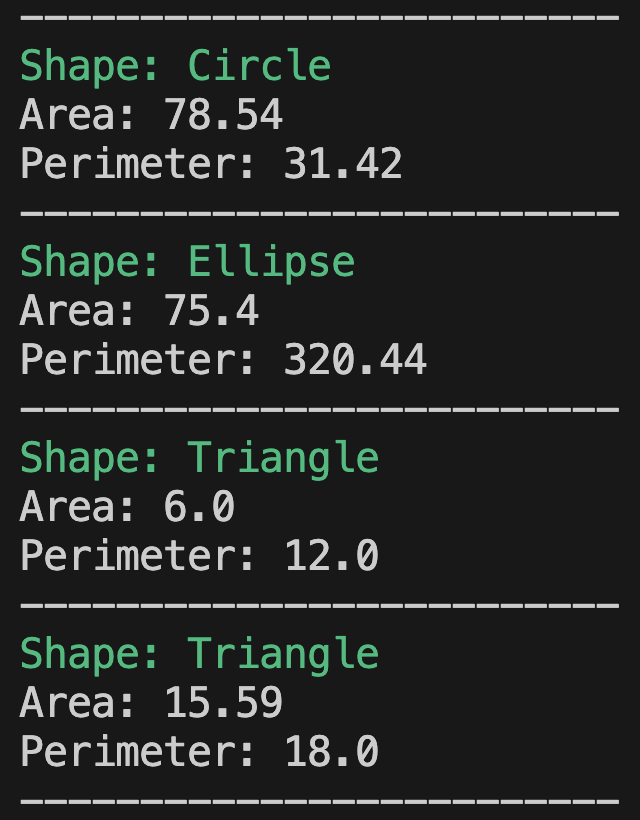 -------------------------
Shape: Circle
Area: 78.54
Perimeter: 31.42
-------------------------
Shape: Ellipse
Area: 75.4
Perimeter: 320.44
-------------------------
Shape: Triangle
Area: 6.0
Perimeter: 12.0
-------------------------
Shape: Triangle
Area: 15.59
Perimeter: 18.0
-------------------------